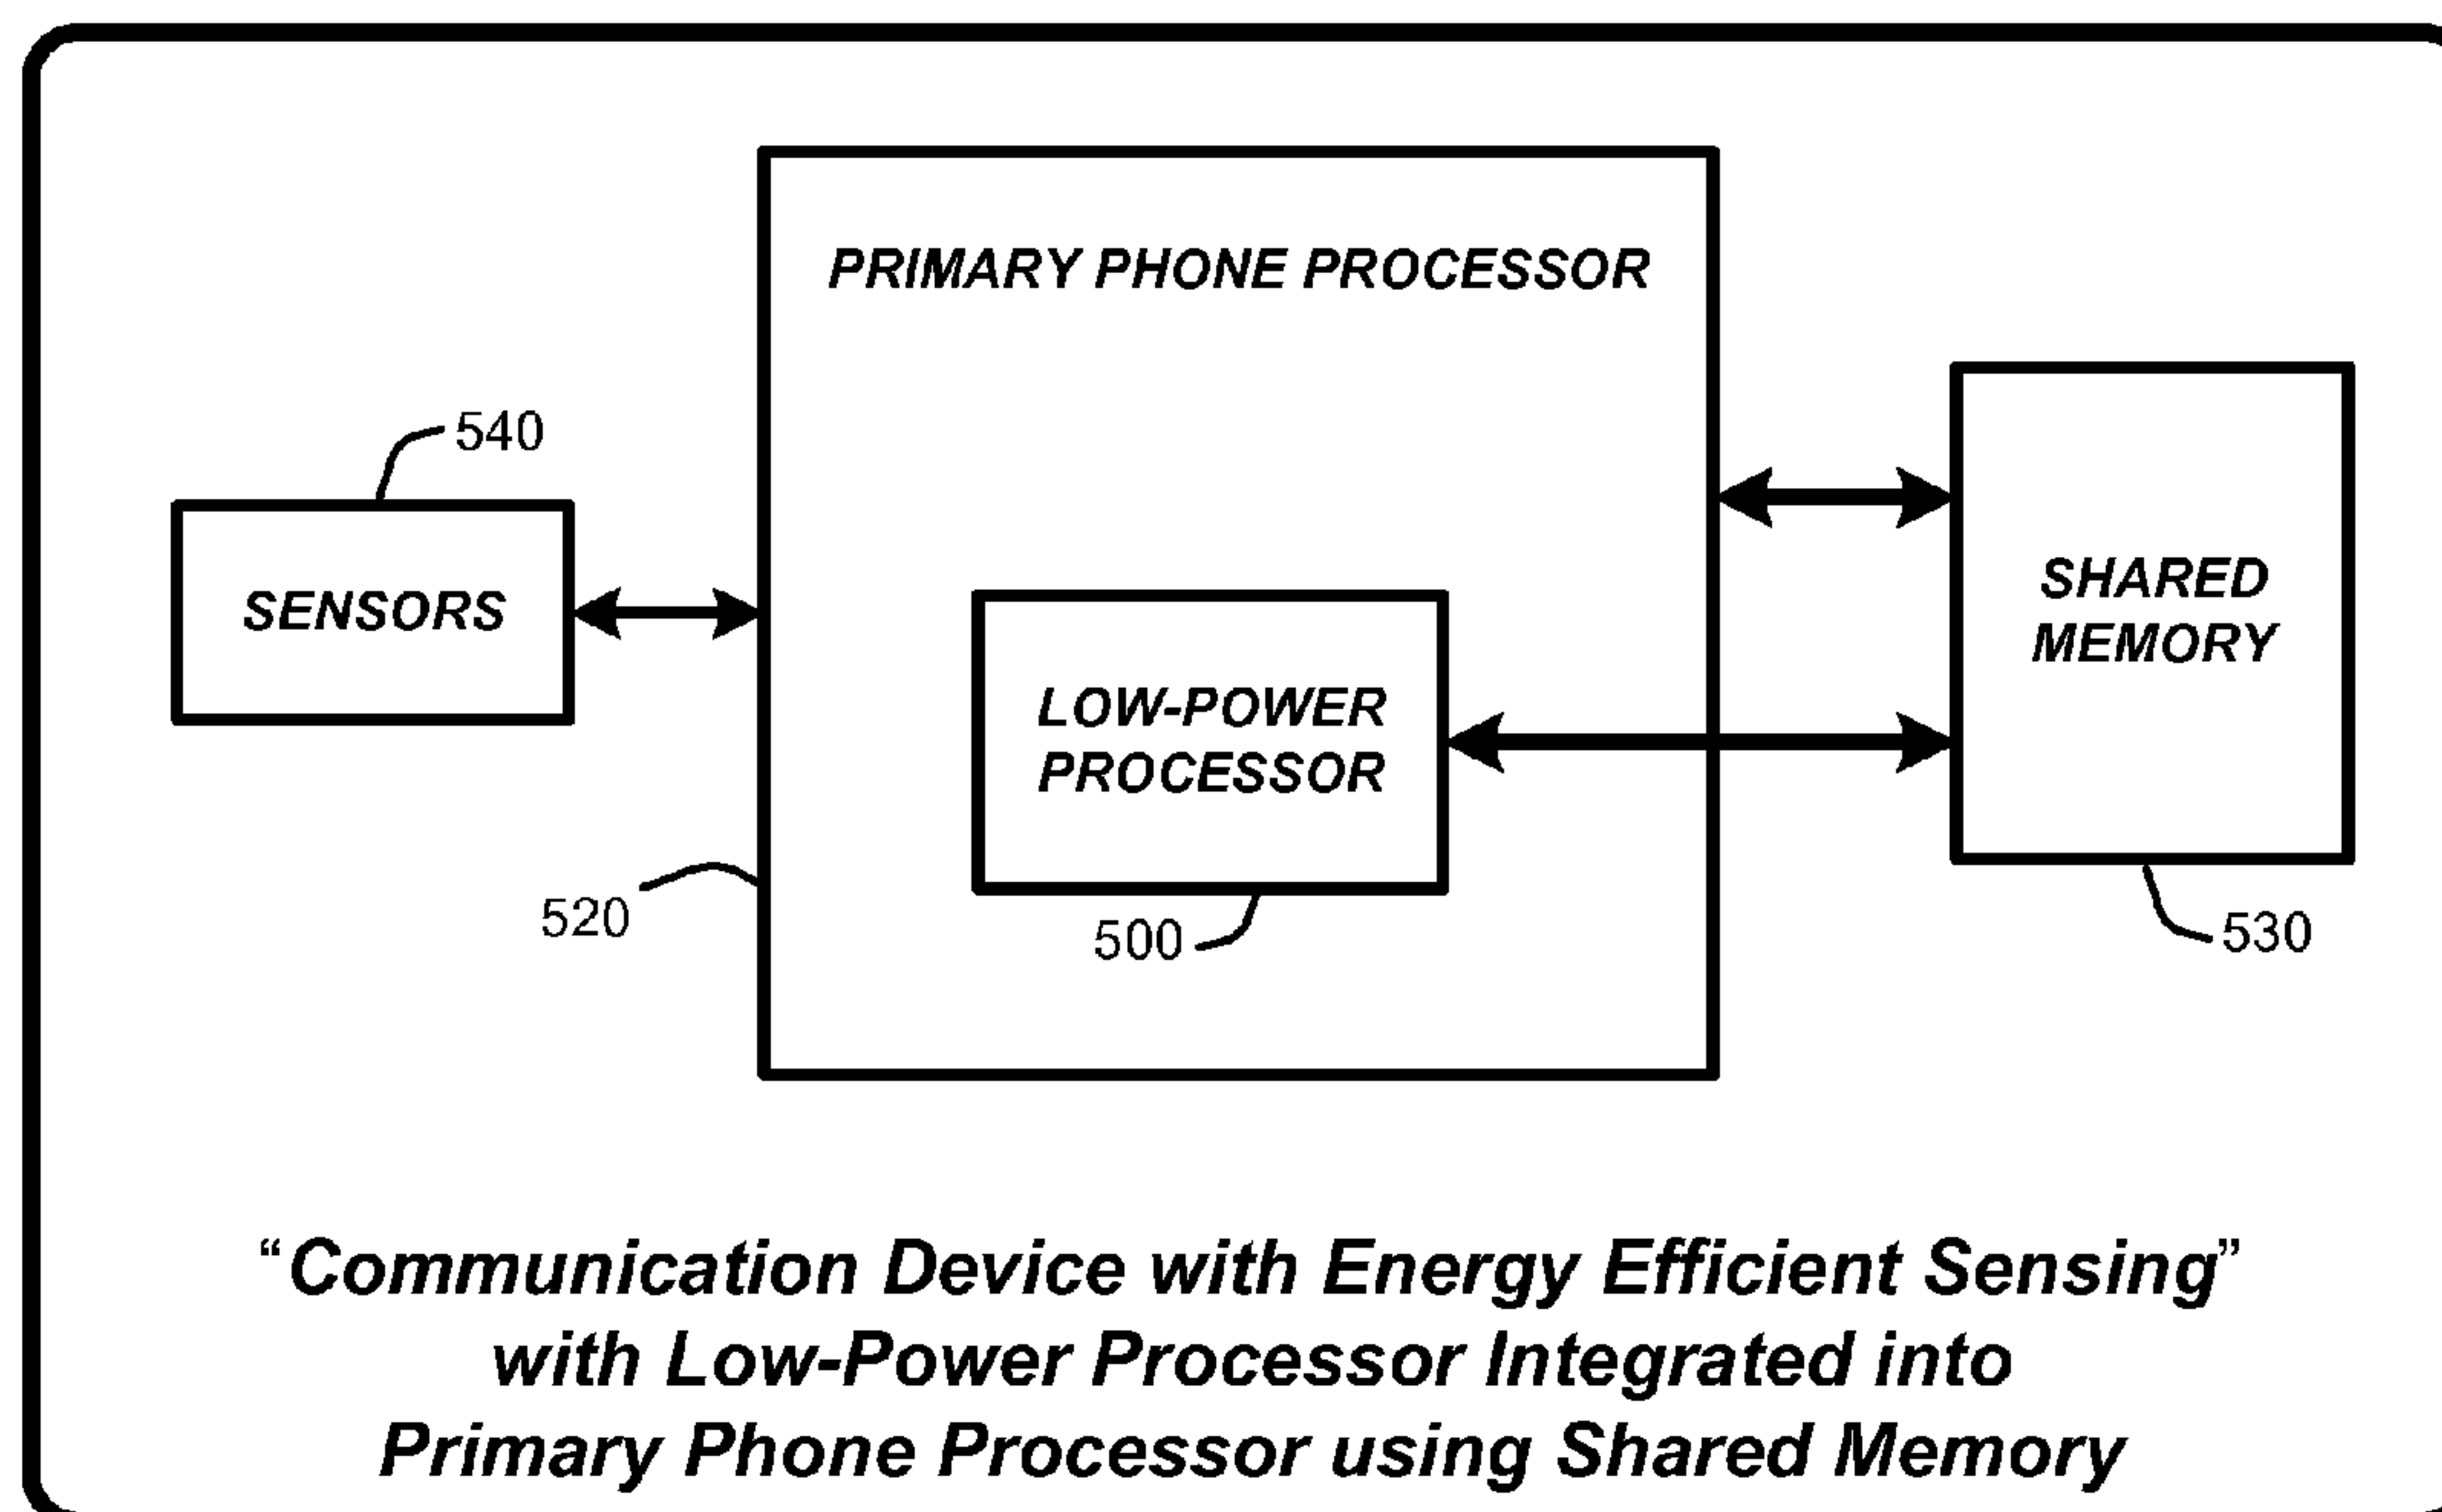 PRIMARY PHONE PROCESSOR
540
SENSORS
SHARED
MEMORY
LOW-POWER
PROCESSOR
520
500
530
“Communication Device with Energy Efficient Sensing”
with Low-Power Processor Integrated into
Primary Phone Processor using Shared Memory